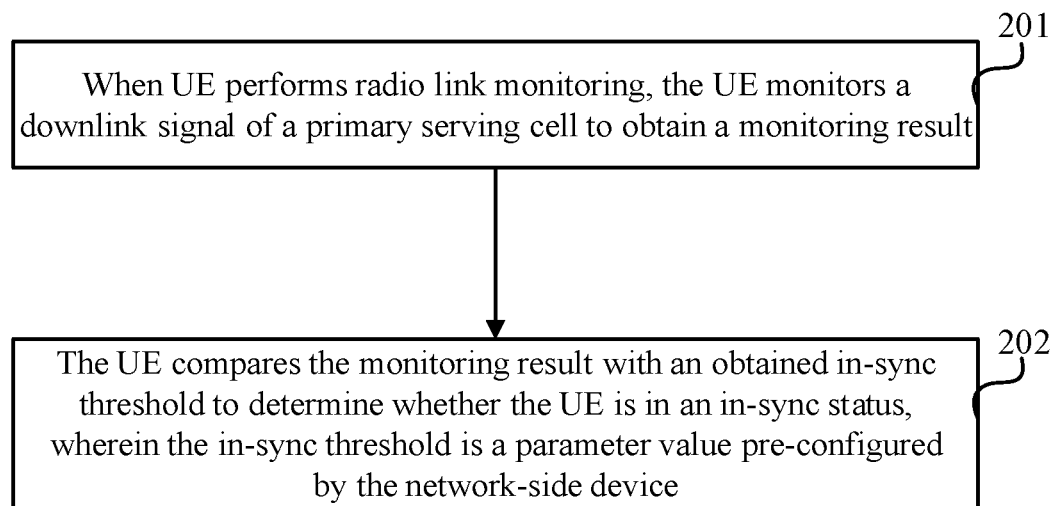 201
When UE performs radio link monitoring, the UE monitors a
downlink signal of a primary serving cell to obtain a monitoring result
202
The UE compares the monitoring result with an obtained in-sync
threshold to determine whether the UE is in an in-sync status,
wherein the in-sync threshold is a parameter value pre-configured
by the network-side device